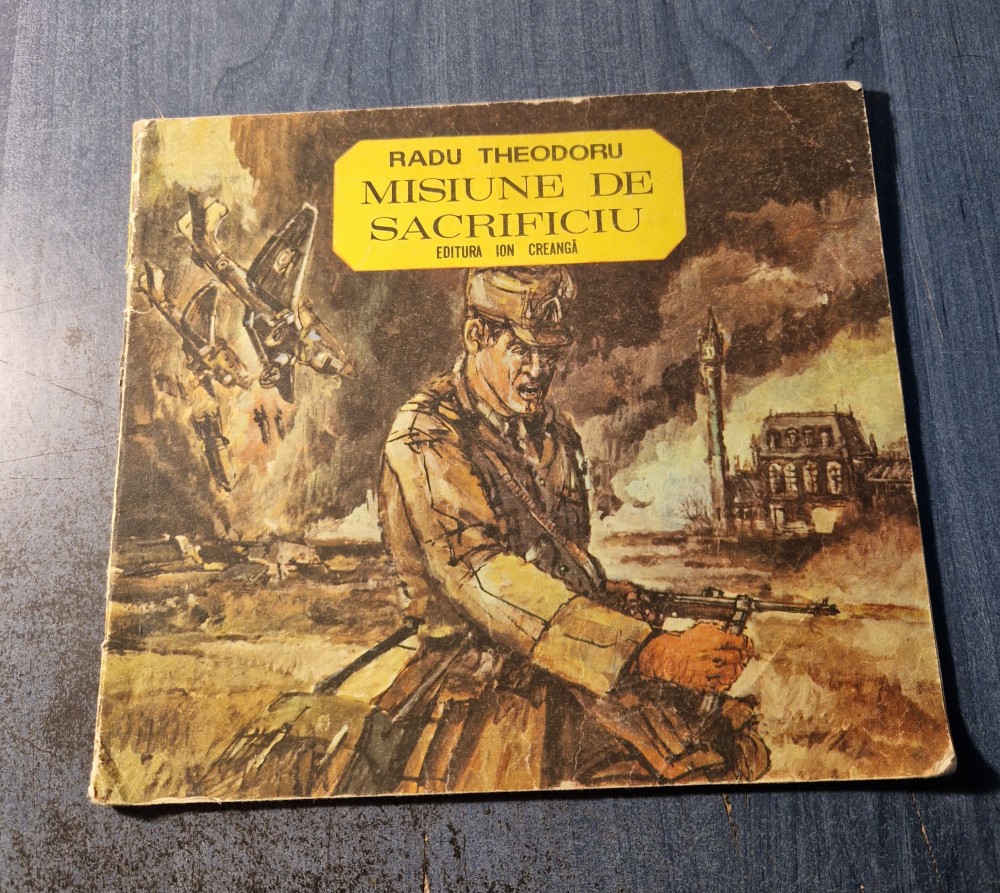 RADU THEODORU
MISIUNE DE
SACRIFICIU
EDITURA ION CREANGĂ